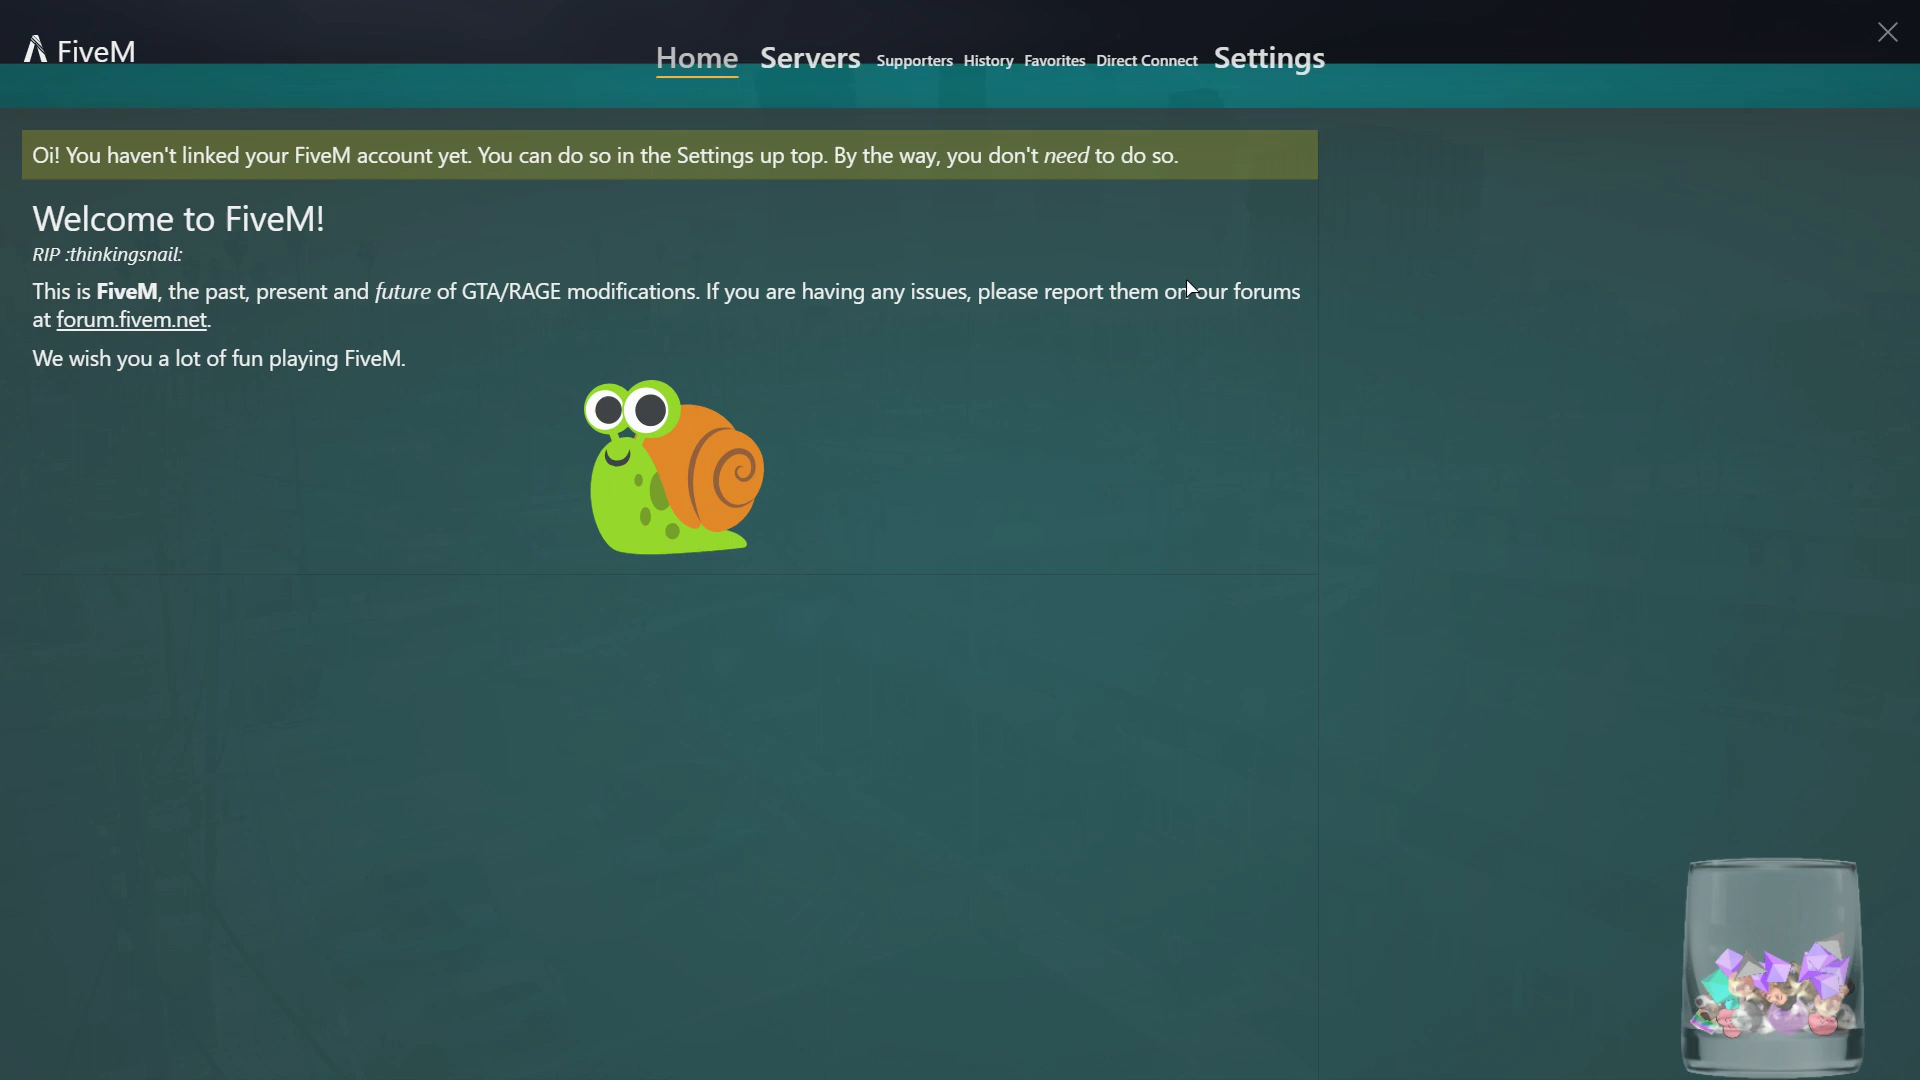 FiveM
Home Servers Supporters History Favorites Direct Connect Settings
Oi! You haven't linked your FiveM account yet. You can do so in the Settings up top. By the way, you don't need to do so.
Welcome to FiveM!
RIP :thinkingsnail:
This is FiveM, the past, present and future of GTA/RAGE modifications. If you are having any issues, please report them on our forums
at forum.fivem.net.
We wish you a lot of fun playing FiveM.